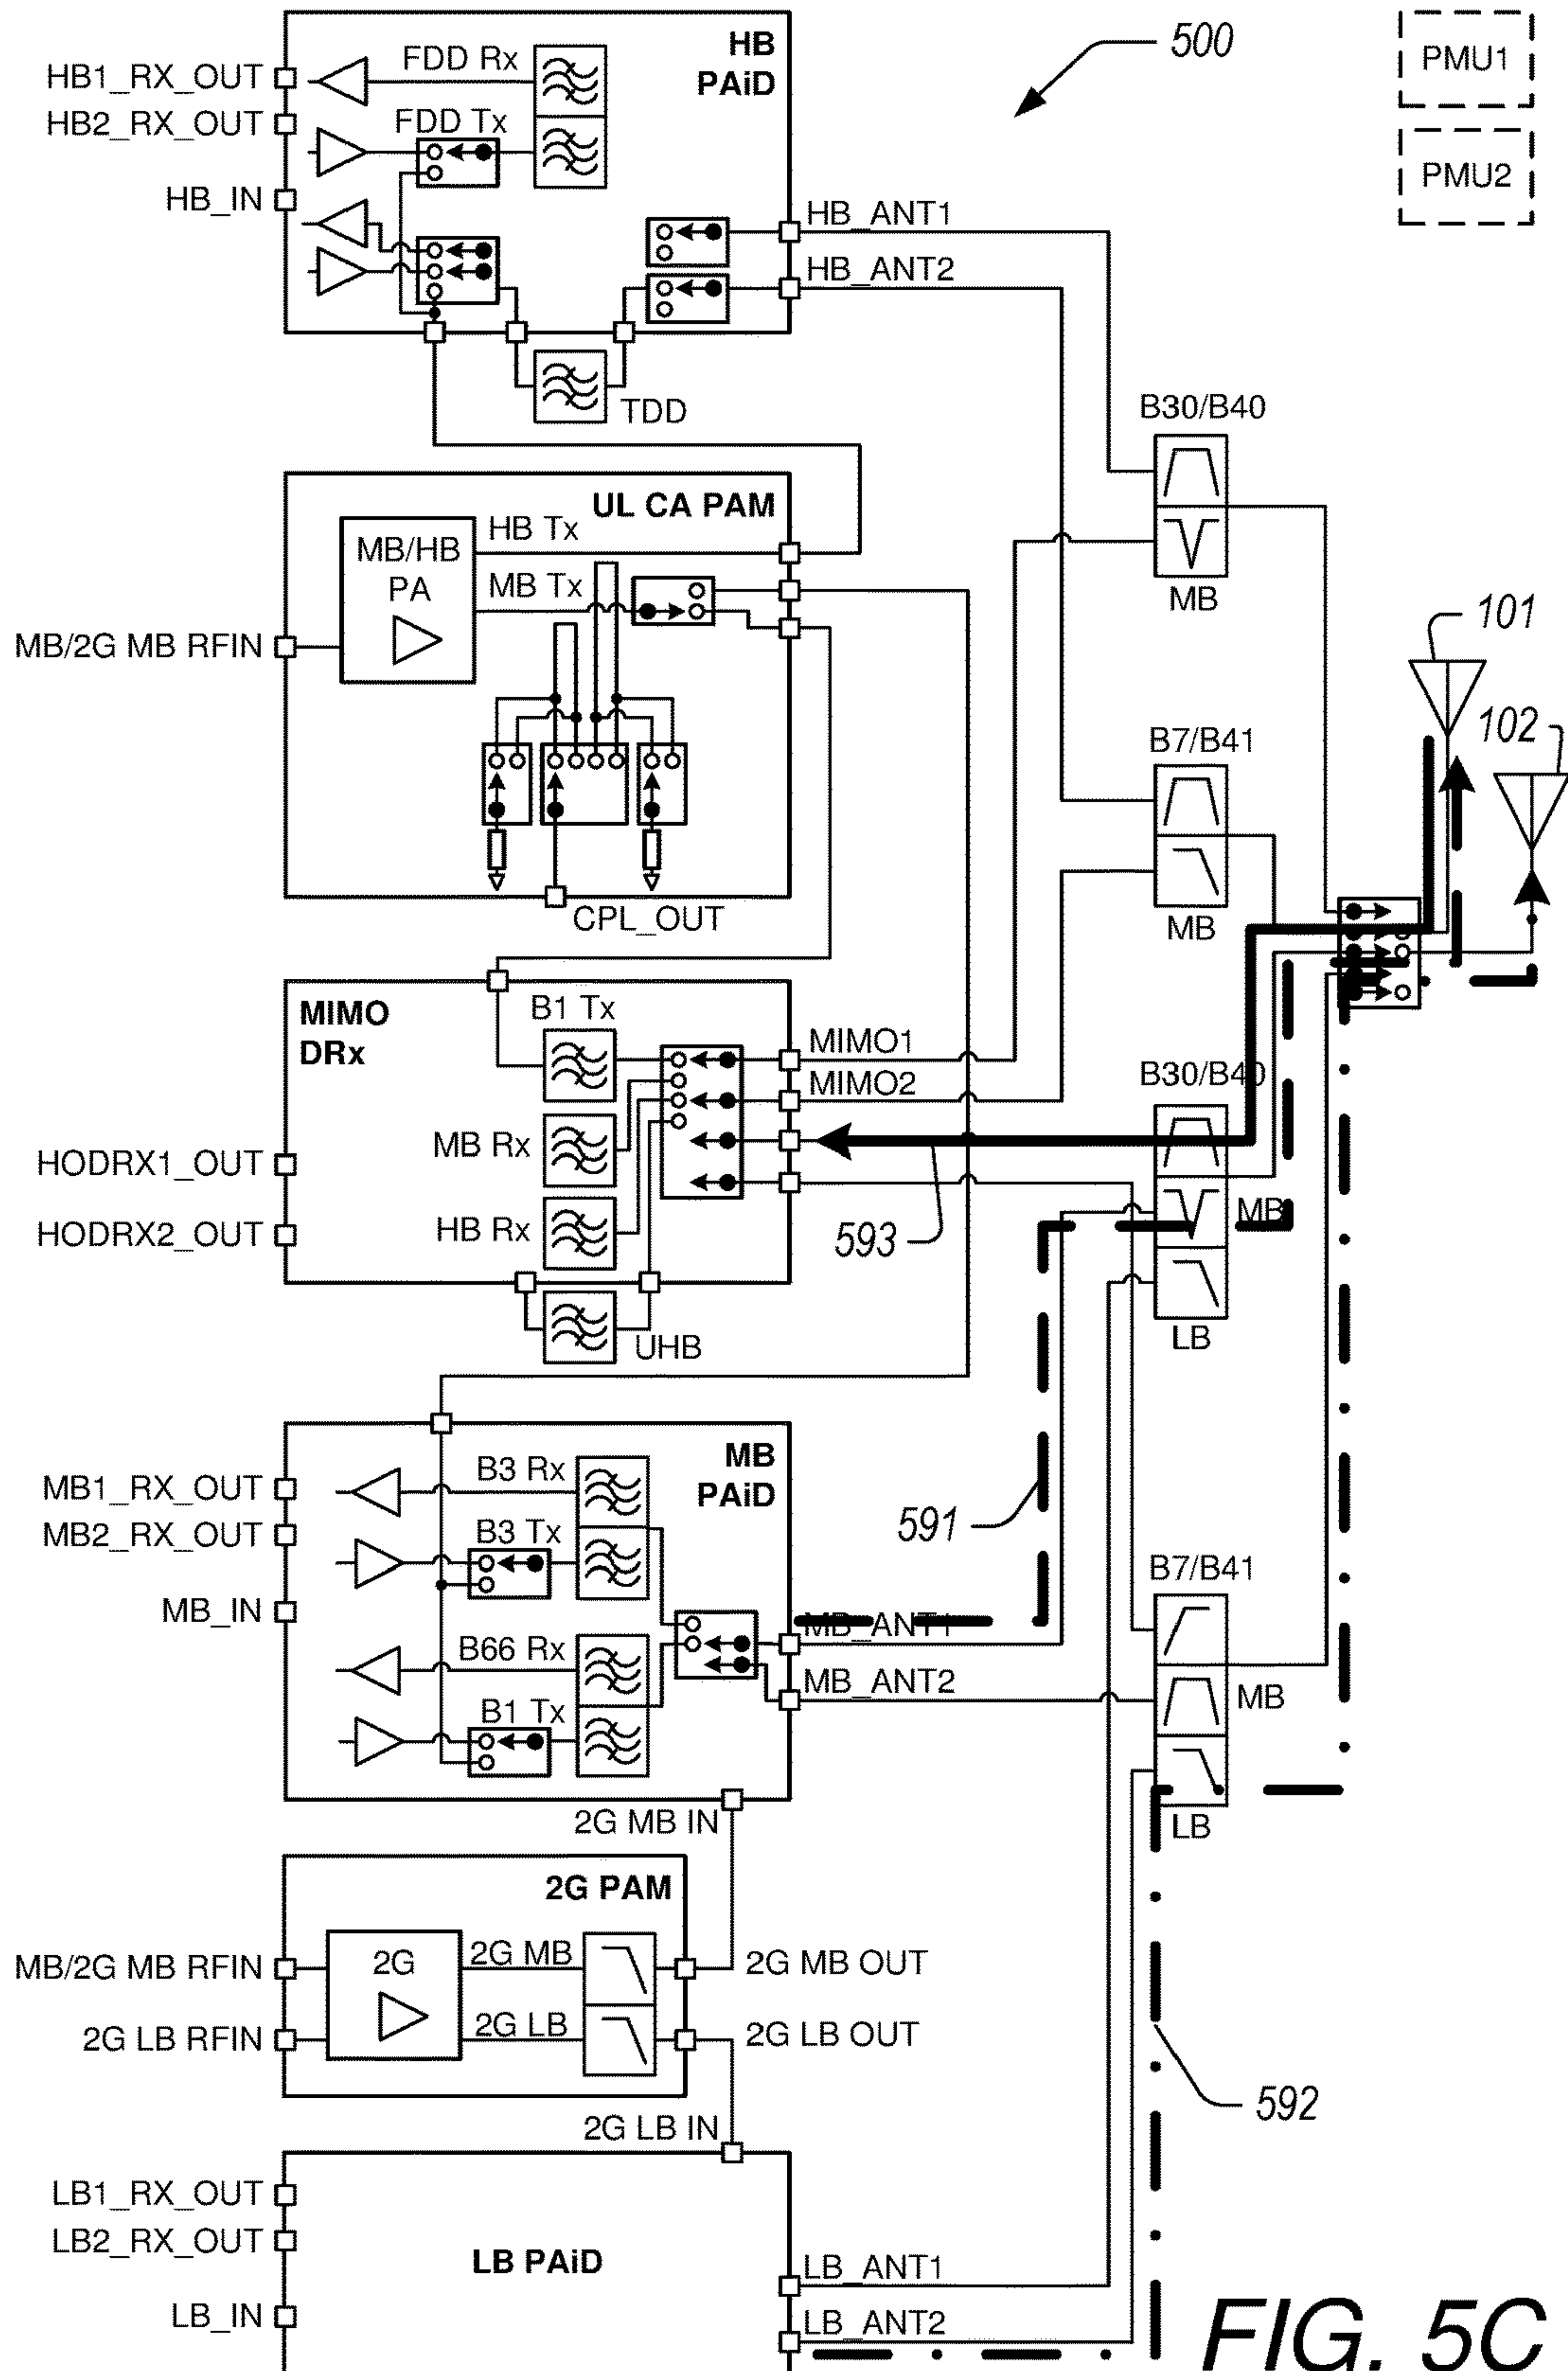 HB
PAiD
HB1_RX_OUT
FDD Rx
HB2_RX_OUT
FDD Tx
HB_IN
HB_ANT1
HB_ANT2
TDD
500
PMU1
PMU2
UL CA PAM
MB/HB
PA
HB Tx
MB Tx
MB/2G MB RFIN
CPL_OUT
B30/B40
MB
B7/B41
MB
101
102
MIMO
DRx
B1 Tx
MIMO1
MIMO2
MB Rx
HB Rx
HODRX1_OUT
HODRX2_OUT
UHB
593
B30/B40
MB
LB
MB
PAiD
MB1_RX_OUT
B3 Rx
MB2_RX_OUT
B3 Tx
MB_IN
B66 Rx
B1 Tx
MB_ANT1
MB_ANT2
591
B7/B41
MB
LB
2G MB IN
2G PAM
MB/2G MB RFIN
2G
2G MB
2G MB OUT
2G LB RFIN
2G LB
2G LB OUT
592
2G LB IN
LB1_RX_OUT
LB2_RX_OUT
LB PAiD
LB_IN
LB_ANT1
LB_ANT2
FIG. 5C